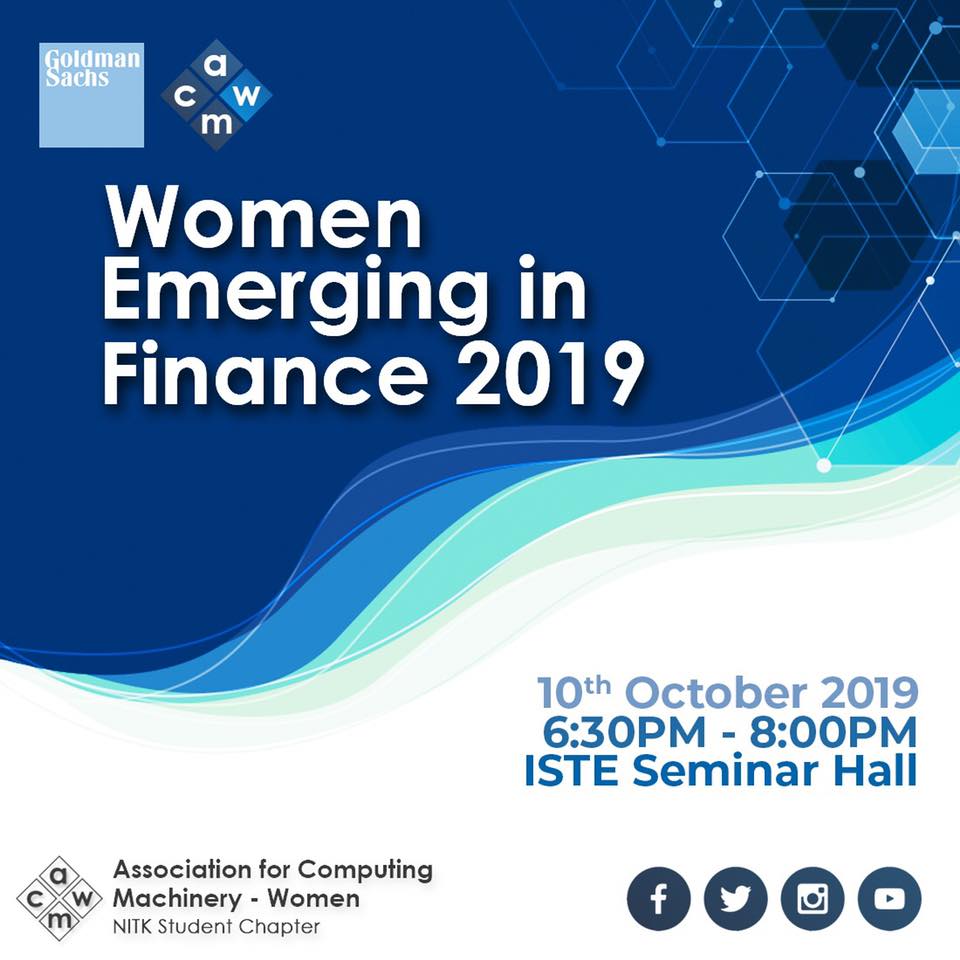 Goldman
Sachs
a
c w
m
Women
Emerging in
Finance 2019
10th October 2019
6:30PM - 8:00PM
ISTE Seminar Hall
a
c w
m
Association for Computing
Machinery - Women
NITK Student Chapter